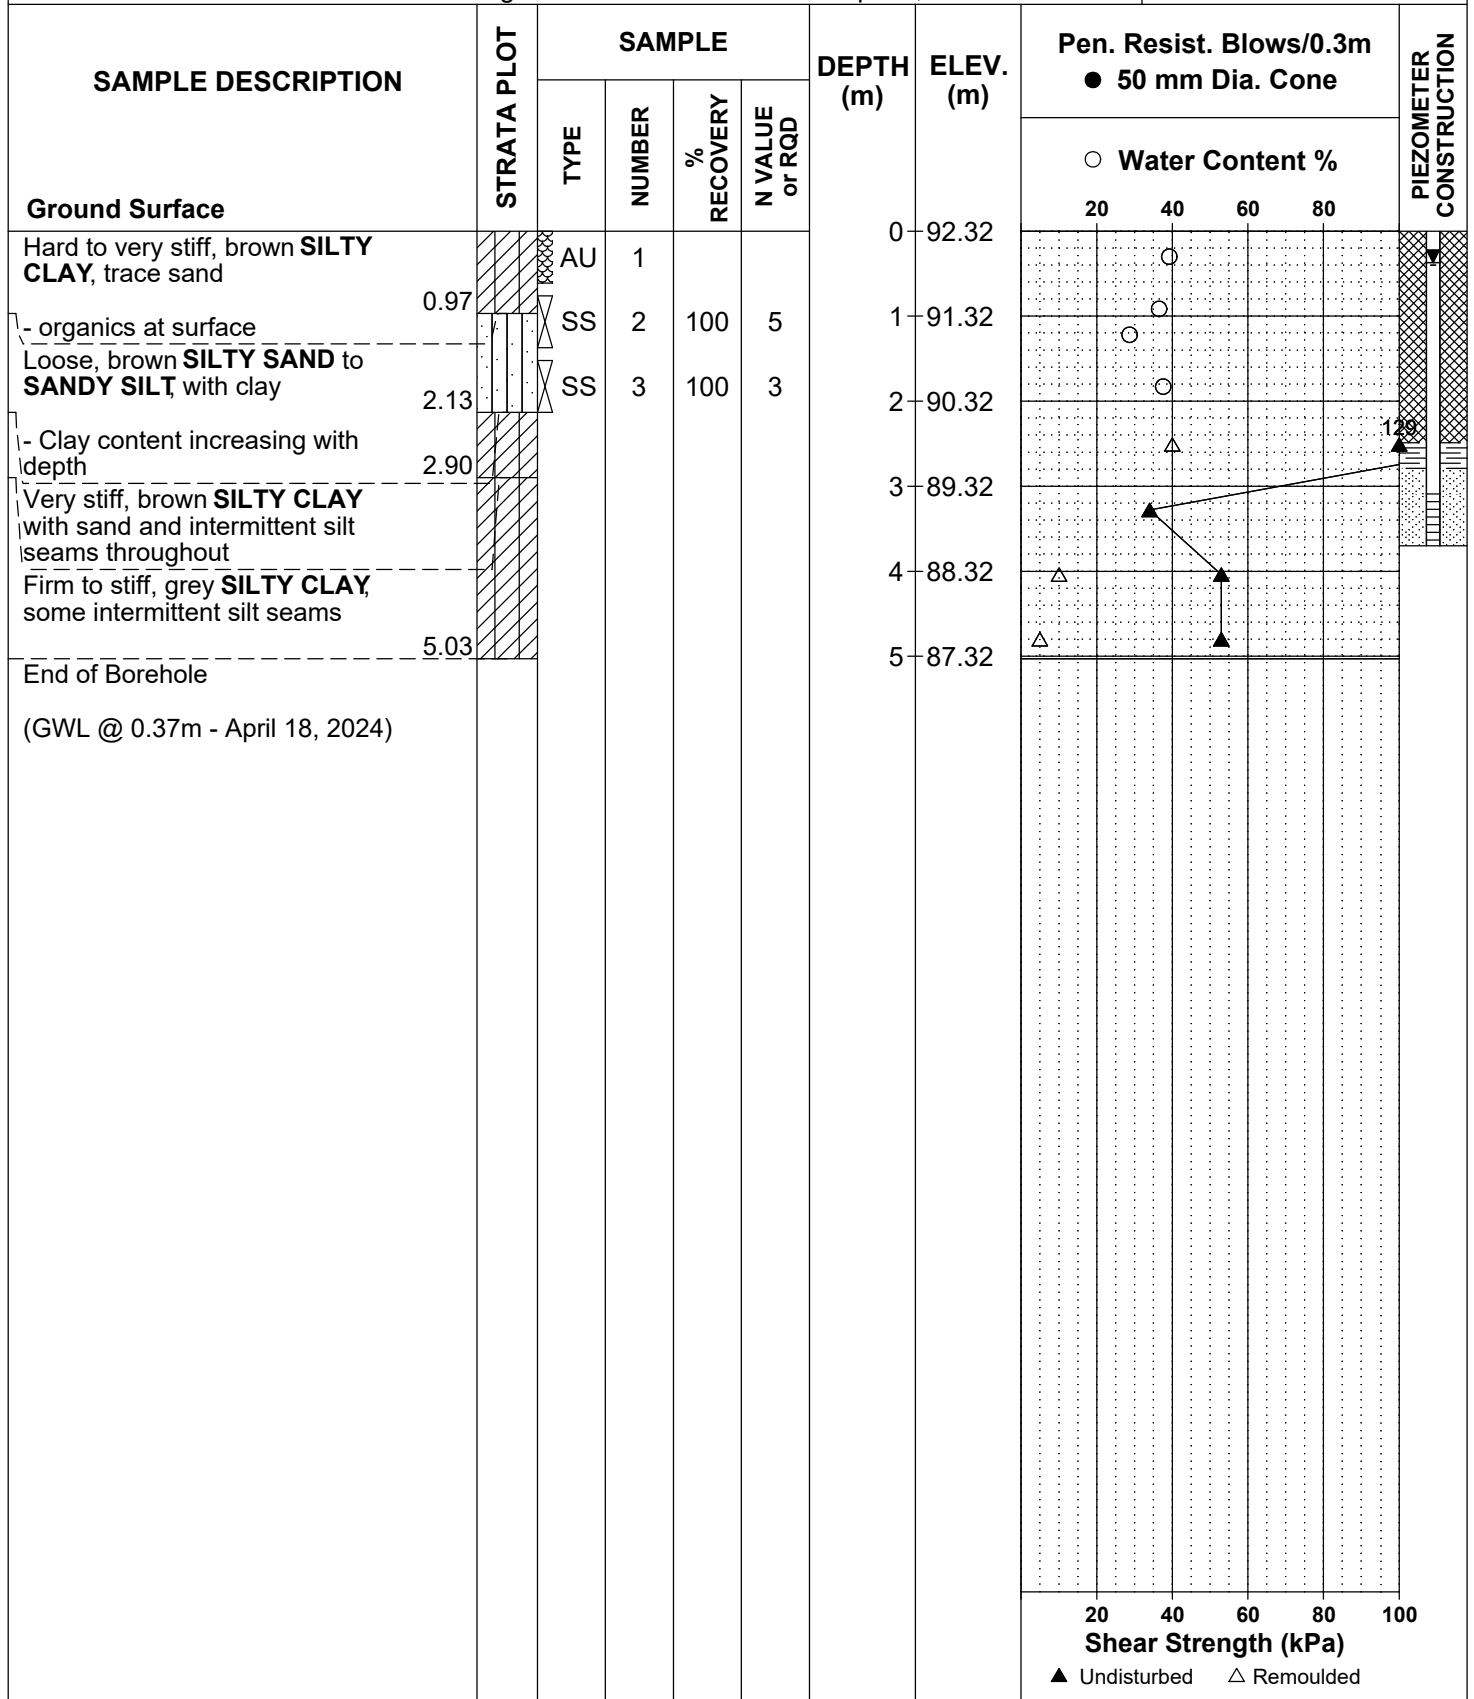 SAMPLE DESCRIPTION
STRATA PLOT
SAMPLE
TYPE
NUMBER
%
RECOVERY
N VALUE
or RQD
DEPTH
(m)
ELEV.
(m)
Pen. Resist. Blows/0.3m
● 50 mm Dia. Cone
○ Water Content %
PIEZOMETER
CONSTRUCTION
Ground Surface
20 40 60 80
0 92.32
Hard to very stiff, brown SILTY
CLAY, trace sand
AU 1
0.97
- organics at surface
SS 2 100 5
1 91.32
Loose, brown SILTY SAND to
SANDY SILT, with clay
SS 3 100 3
2.13
2 90.32
129
- Clay content increasing with
depth
2.90
3 89.32
Very stiff, brown SILTY CLAY
with sand and intermittent silt
seams throughout
4 88.32
Firm to stiff, grey SILTY CLAY,
some intermittent silt seams
5.03
5 87.32
End of Borehole
(GWL @ 0.37m - April 18, 2024)
20 40 60 80 100
Shear Strength (kPa)
▲ Undisturbed △ Remoulded